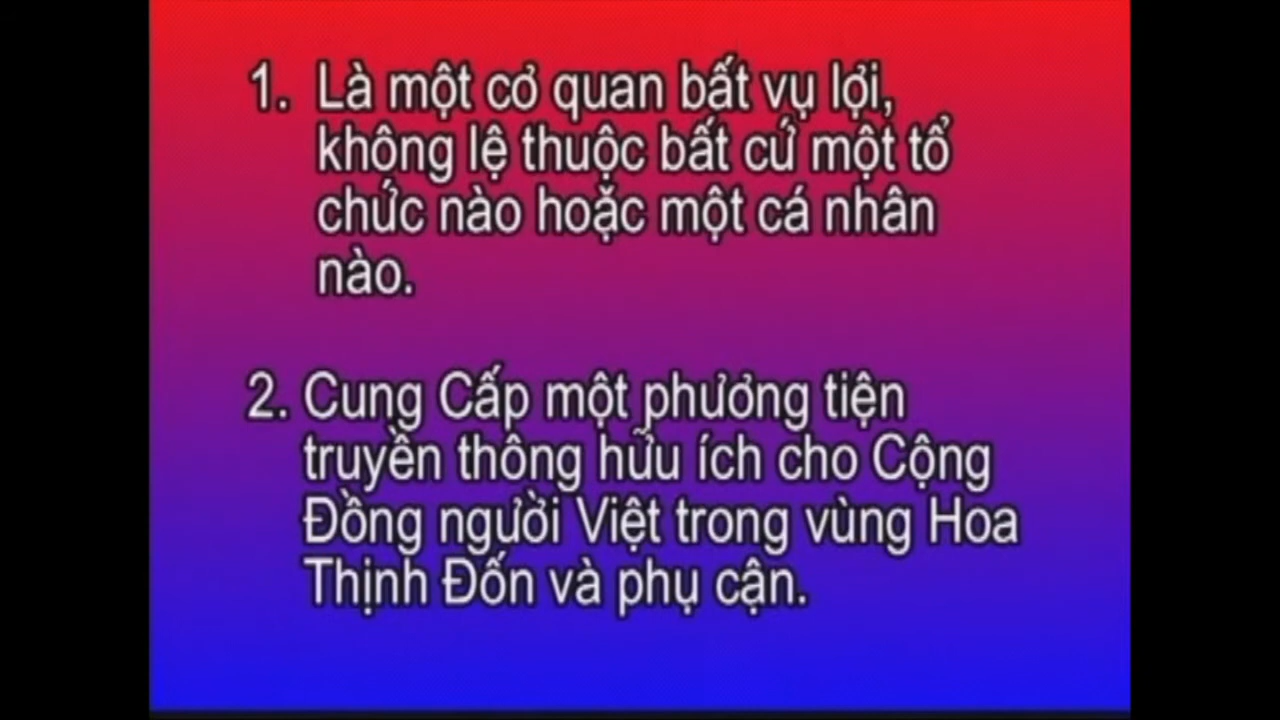 1. Là một cơ quan bất vụ lợi,
không lệ thuộc bất cứ một tổ
chức nào hoặc một cá nhân
nào.
2. Cung Cấp một phương tiện
truyền thông hữu ích cho Cộng
Đồng người Việt trong vùng Hoa
Thịnh Đốn và phụ cận.